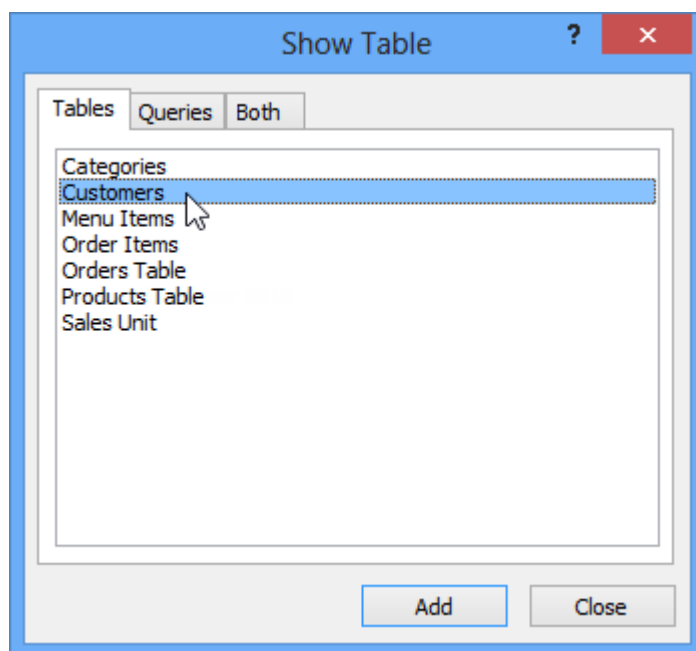 Show Table
?
Tables Queries Both
Categories
Customers
Menu Items
Order Items
Orders Table
Products Table
Sales Unit
Add Close